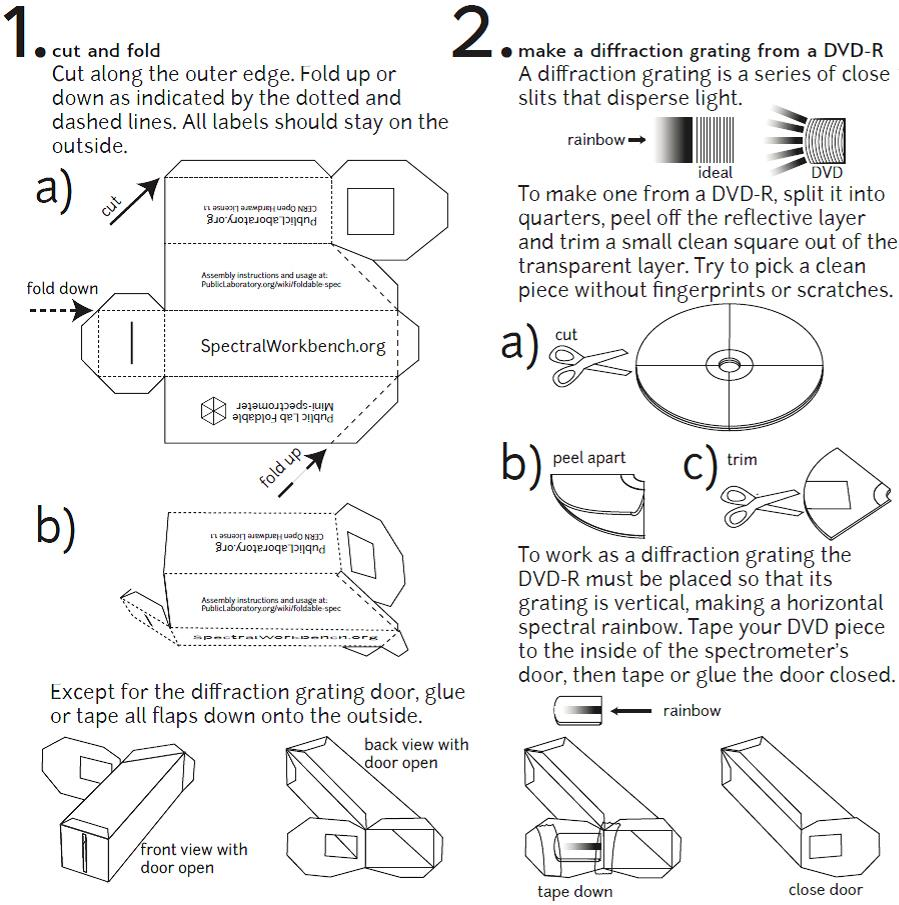 1. cut and fold
Cut along the outer edge. Fold up or
down as indicated by the dotted and
dashed lines. All labels should stay on the
outside.
a)
cut
CERN Open Hardware License 1.1
PublicLaboratory.org
Assembly instructions and usage at:
PublicLaboratory.org/wiki/foldable-spec
fold down
SpectralWorkbench.org
Public Lab Foldable
Mini-spectrometer
fold up
b)
CERN Open Hardware License 1.1
PublicLaboratory.org
Assembly instructions and usage at:
PublicLaboratory.org/wiki/foldable-spec
SpectralWorkbench.org
Except for the diffraction grating door, glue
or tape all flaps down onto the outside.
front view with
door open
back view with
door open
2. make a diffraction grating from a DVD-R
A diffraction grating is a series of close
slits that disperse light.
rainbow
ideal
DVD
To make one from a DVD-R, split it into
quarters, peel off the reflective layer
and trim a small clean square out of the
transparent layer. Try to pick a clean
piece without fingerprints or scratches.
a) cut
b) peel apart
c) trim
To work as a diffraction grating the
DVD-R must be placed so that its
grating is vertical, making a horizontal
spectral rainbow. Tape your DVD piece
to the inside of the spectrometer's
door, then tape or glue the door closed.
rainbow
tape down
close door